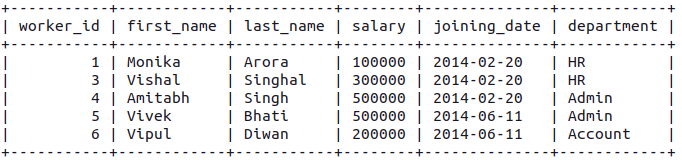 +-----------+------------+-----------+--------+--------------+------------+
| worker_id | first_name | last_name | salary | joining_date | department |
+-----------+------------+-----------+--------+--------------+------------+
|         1 | Monika     | Arora     | 100000 | 2014-02-20   | HR         |
|         3 | Vishal     | Singhal   | 300000 | 2014-02-20   | HR         |
|         4 | Amitabh    | Singh     | 500000 | 2014-02-20   | Admin      |
|         5 | Vivek      | Bhati     | 500000 | 2014-06-11   | Admin      |
|         6 | Vipul      | Diwan     | 200000 | 2014-06-11   | Account    |
+-----------+------------+-----------+--------+--------------+------------+